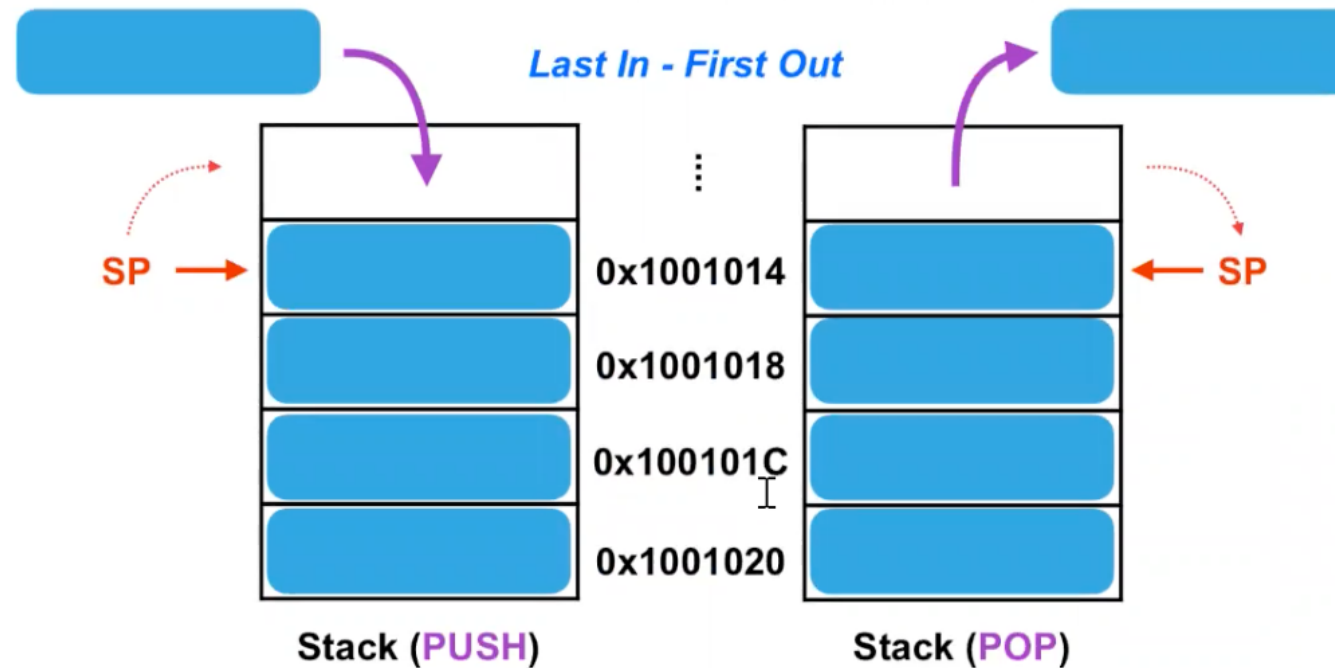 Last In - First Out
SP
0x1001014
SP
0x1001018
0x100101C
0x1001020
Stack (PUSH)
Stack (POP)